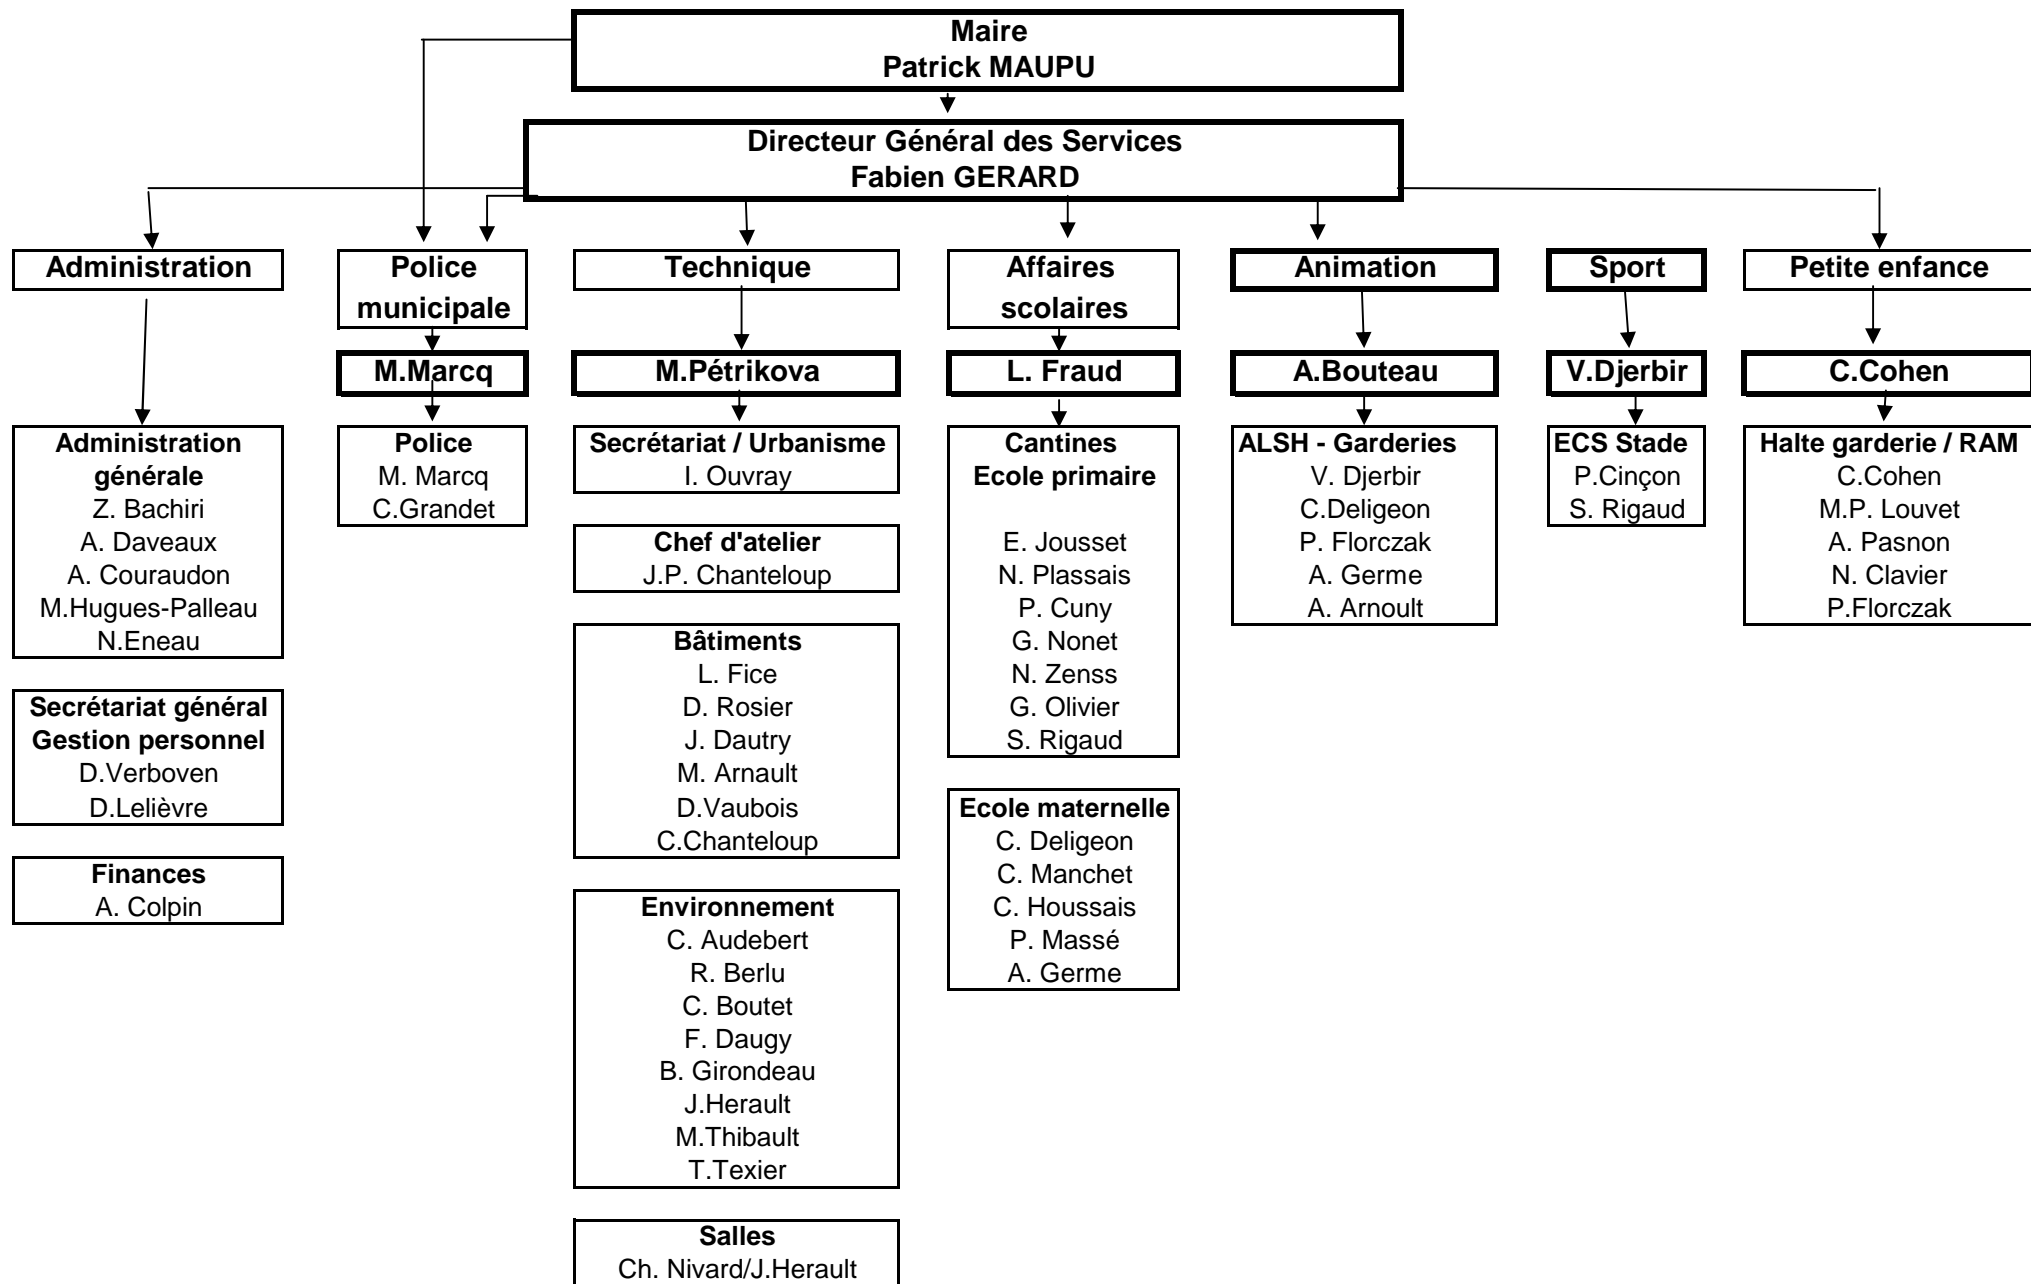 Maire
Patrick MAUPU
Directeur Général des Services
Fabien GERARD
Administration
Administration
générale
Z. Bachiri
A. Daveaux
A. Couraudon
M.Hugues-Palleau
N.Eneau
Secrétariat général
Gestion personnel
D.Verboven
D.Lelièvre
Finances
A. Colpin
Police
municipale
M.Marcq
Police
M. Marcq
C.Grandet
Technique
M.Pétrikova
Secrétariat / Urbanisme
I. Ouvray
Chef d'atelier
J.P. Chanteloup
Bâtiments
L. Fice
D. Rosier
J. Dautry
M. Arnault
D.Vaubois
C.Chanteloup
Environnement
C. Audebert
R. Berlu
C. Boutet
F. Daugy
B. Girondeau
J.Herault
M.Thibault
T.Texier
Salles
Ch. Nivard/J.Herault
Affaires
scolaires
L. Fraud
Cantines
Ecole primaire
E. Jousset
N. Plassais
P. Cuny
G. Nonet
N. Zenss
G. Olivier
S. Rigaud
Ecole maternelle
C. Deligeon
C. Manchet
C. Houssais
P. Massé
A. Germe
Animation
A.Bouteau
ALSH - Garderies
V. Djerbir
C.Deligeon
P. Florczak
A. Germe
A. Arnoult
Sport
V.Djerbir
ECS Stade
P.Cinçon
S. Rigaud
Petite enfance
C.Cohen
Halte garderie / RAM
C.Cohen
M.P. Louvet
A. Pasnon
N. Clavier
P.Florczak